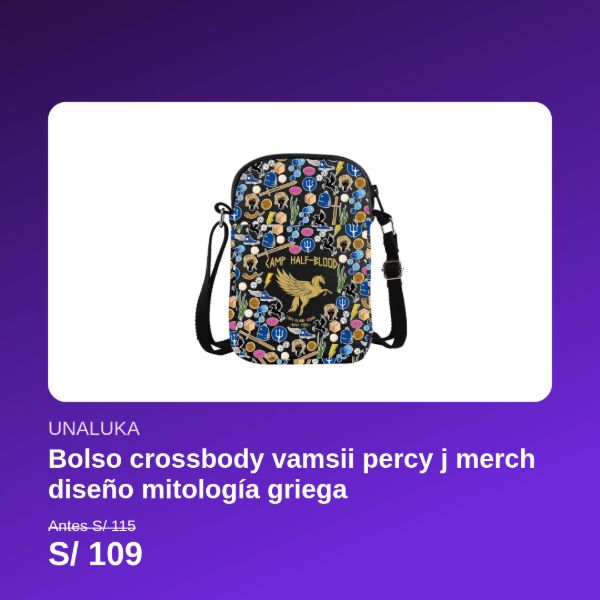 CAMP HALF-BLOOD
UNALUKA
Bolso crossbody vamsii percy j merch
diseño mitología griega
Antes S/ 115
S/ 109